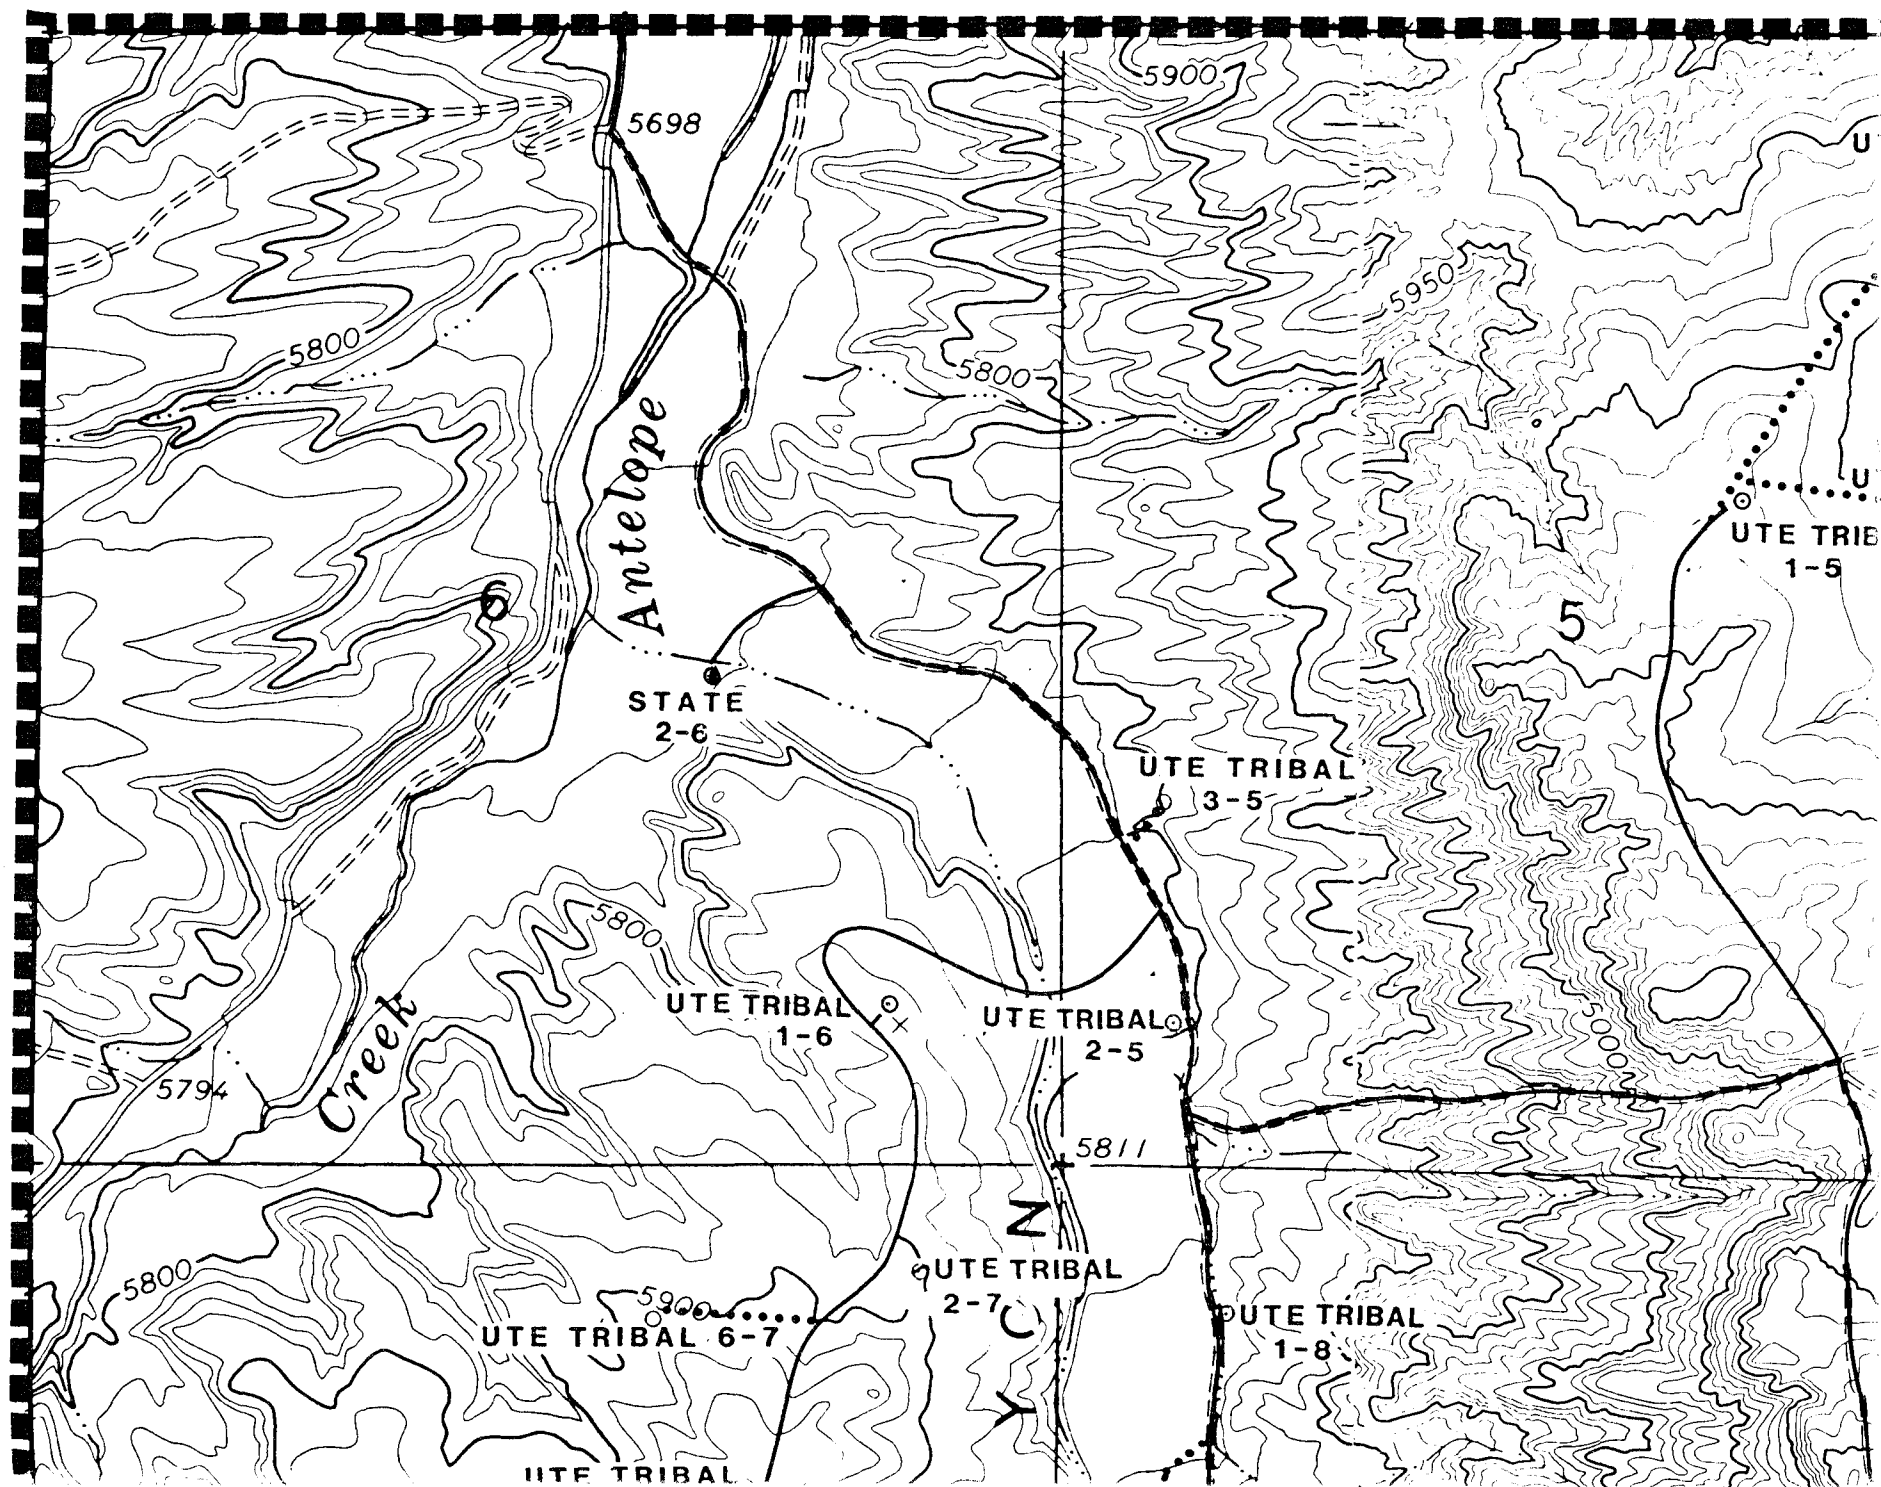 5900
5698
U
5950
5800
5800
Antelope
U
UTE TRIB
1-5
6
5
STATE
2-6
UTE TRIBAL
3-5
5800
UTE TRIBAL
1-6
UTE TRIBAL
2-5
Creek
5794
5811
N
UTE TRIBAL
2-7
5800
5900
UTE TRIBAL 6-7
C
UTE TRIBAL
1-8
Y
UTE TRIBAL